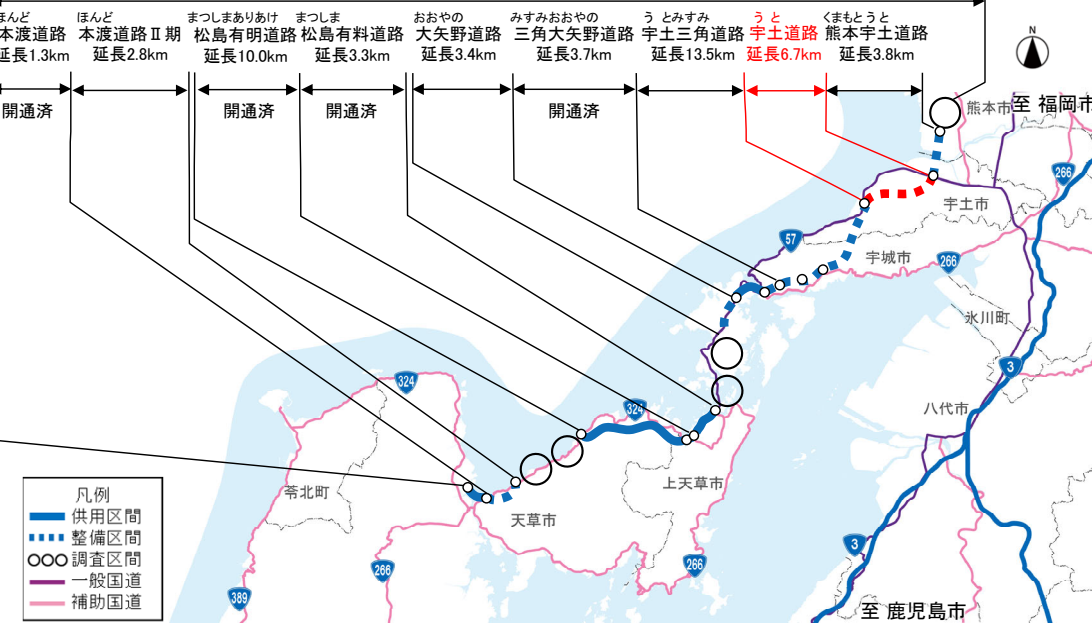 ほんど
本渡道路
延長1.3km
開通済
ほんど
本渡道路Ⅱ期
延長2.8km
まつしまありあけ
松島有明道路
延長10.0km
開通済
まつしま
松島有料道路
延長3.3km
開通済
おおやの
大矢野道路
延長3.4km
みすみおおやの
三角大矢野道路
延長3.7km
開通済
うとみすみ
宇土三角道路
延長13.5km
うと
宇土道路
延長6.7km
くまもとうと
熊本宇土道路
延長3.8km
N
熊本市
至 福岡市
266
宇土市
57
宇城市
266
氷川町
3
324
324
八代市
上天草市
苓北町
天草市
266
266
3
389
至 鹿児島市
凡例
供用区間
整備区間
調査区間
一般国道
補助国道